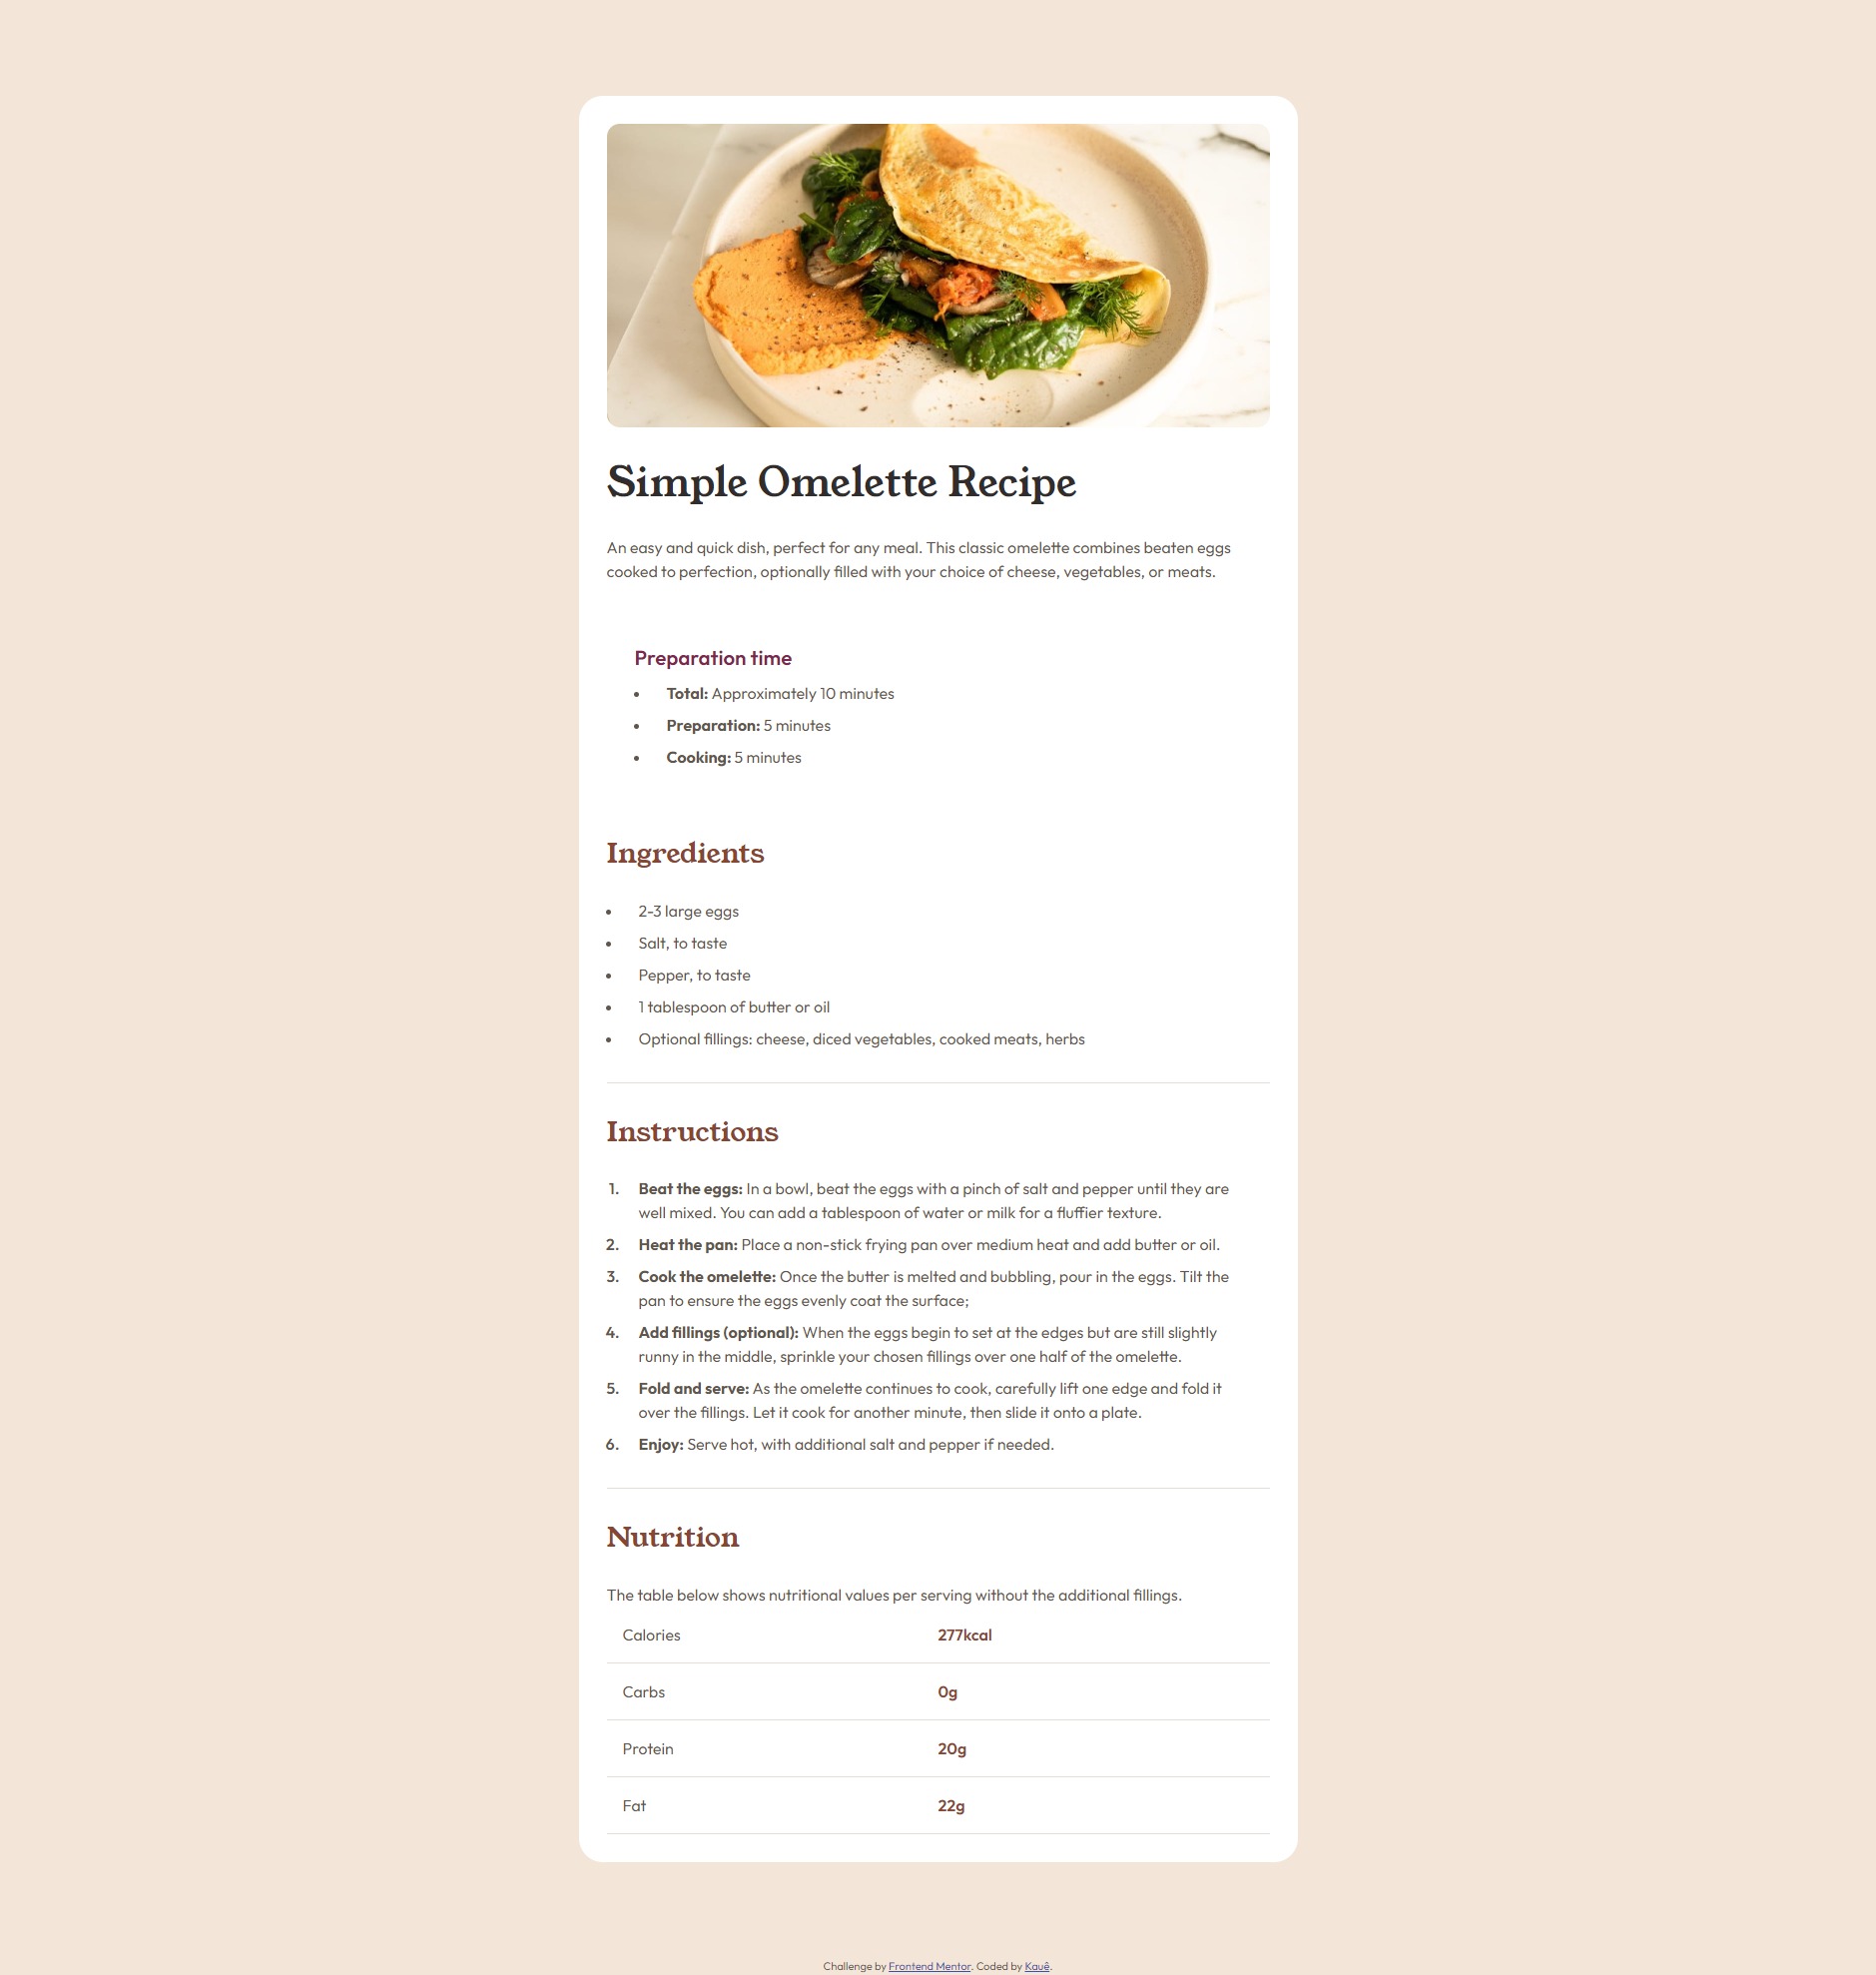 Simple Omelette Recipe
An easy and quick dish, perfect for any meal. This classic omelette combines beaten eggs
cooked to perfection, optionally filled with your choice of cheese, vegetables, or meats.
Preparation time
• Total: Approximately 10 minutes
• Preparation: 5 minutes
• Cooking: 5 minutes
Ingredients
• 2-3 large eggs
• Salt, to taste
• Pepper, to taste
• 1 tablespoon of butter or oil
• Optional fillings: cheese, diced vegetables, cooked meats, herbs
Instructions
1. Beat the eggs: In a bowl, beat the eggs with a pinch of salt and pepper until they are
well mixed. You can add a tablespoon of water or milk for a fluffier texture.
2. Heat the pan: Place a non-stick frying pan over medium heat and add butter or oil.
3. Cook the omelette: Once the butter is melted and bubbling, pour in the eggs. Tilt the
pan to ensure the eggs evenly coat the surface;
4. Add fillings (optional): When the eggs begin to set at the edges but are still slightly
runny in the middle, sprinkle your chosen fillings over one half of the omelette.
5. Fold and serve: As the omelette continues to cook, carefully lift one edge and fold it
over the fillings. Let it cook for another minute, then slide it onto a plate.
6. Enjoy: Serve hot, with additional salt and pepper if needed.
Nutrition
The table below shows nutritional values per serving without the additional fillings.
Calories 277kcal
Carbs 0g
Protein 20g
Fat 22g
Challenge by Frontend Mentor. Coded by Kauê.